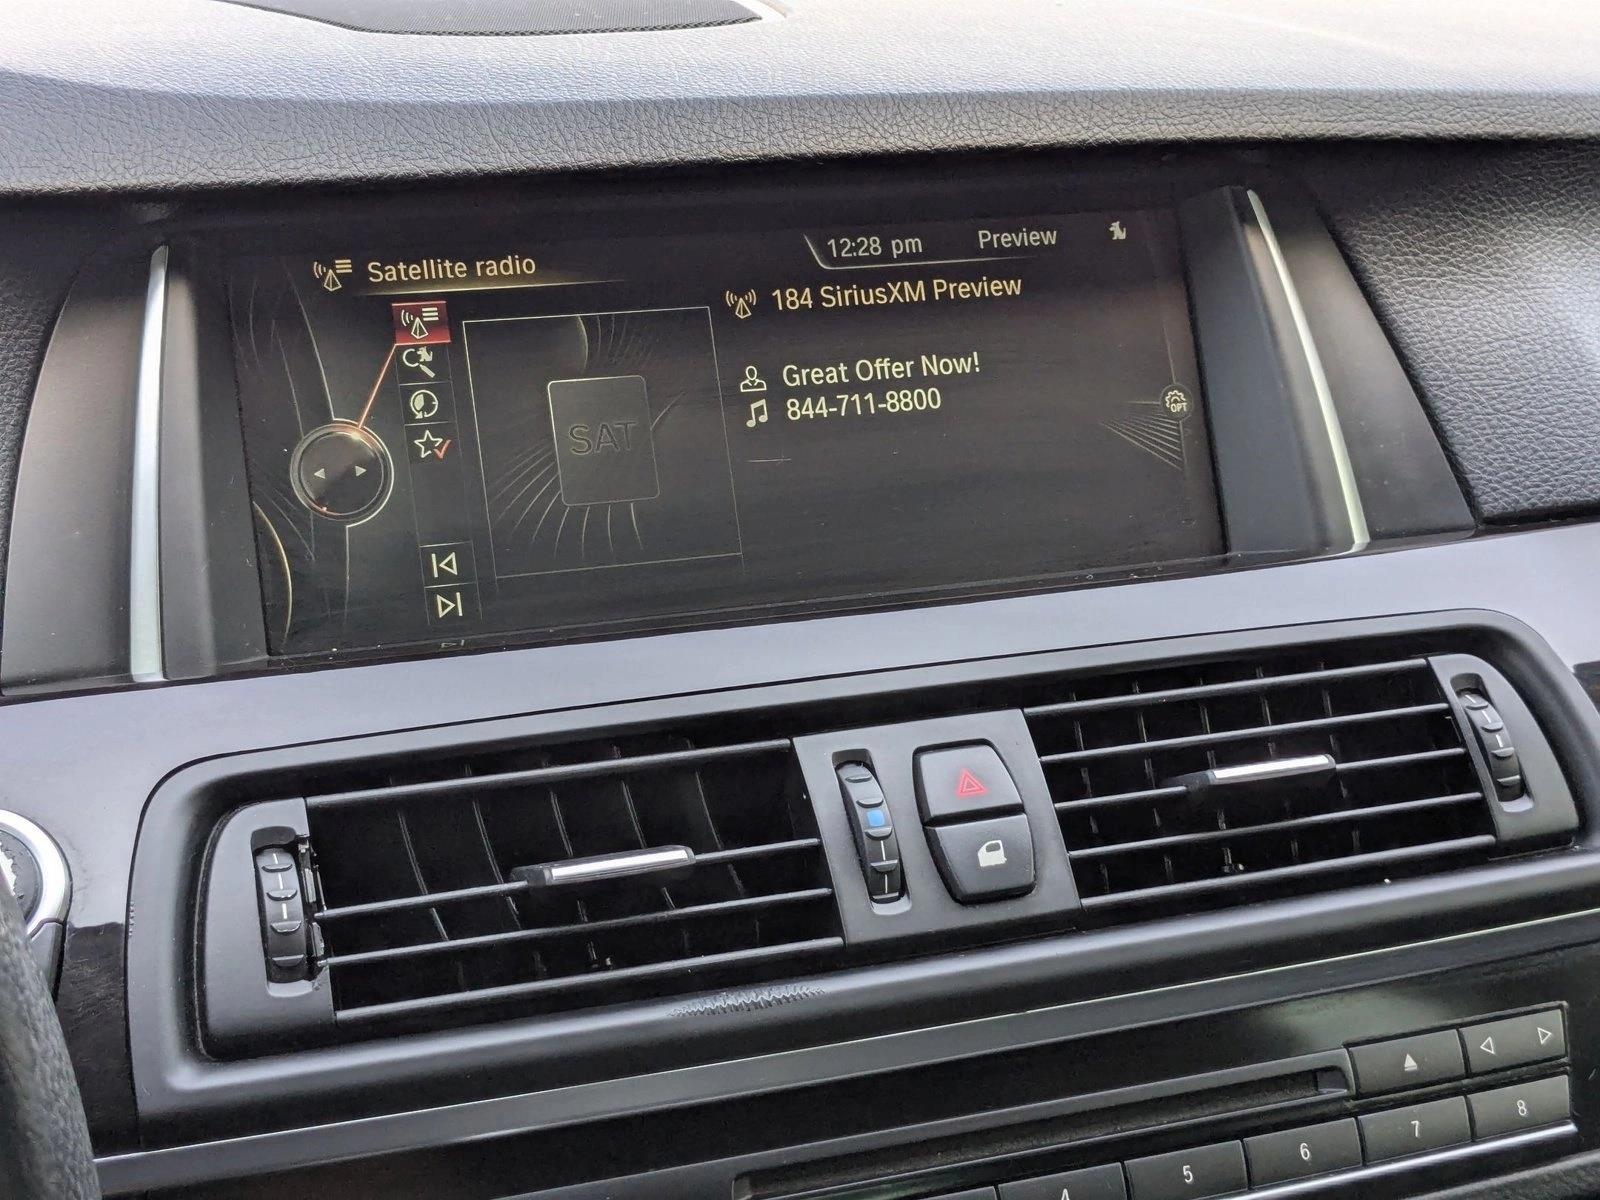 12:28 pm Preview
Satellite radio
184 SiriusXM Preview
Great Offer Now!
844-711-8800
SAT
OPT
4 5 6 7 8